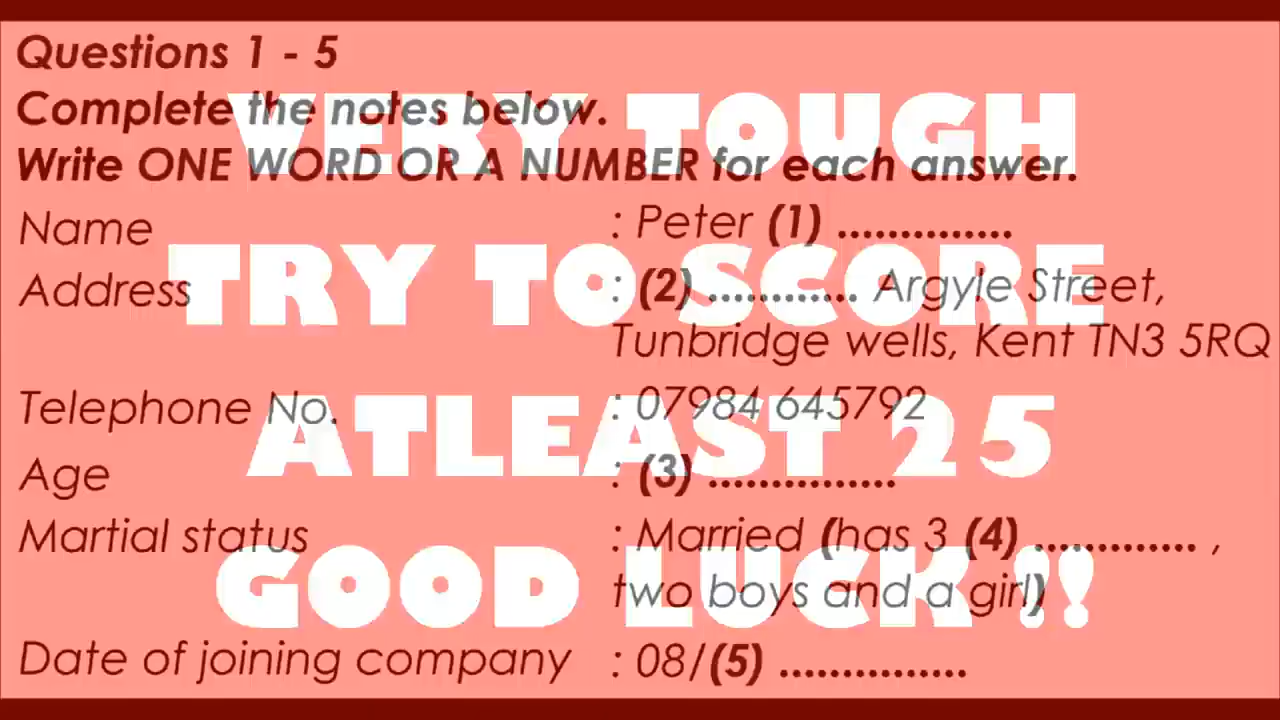 Questions 1 - 5
Complete the notes below.
Write ONE WORD OR A NUMBER for each answer.
Name : Peter (1) ..............
Address : (2) ............ Argyle Street,
Tunbridge wells, Kent TN3 5RQ
Telephone No. : 07984 645792
Age : (3) ...............
Martial status : Married (has 3 (4) ............. ,
two boys and a girl)
Date of joining company : 08/(5) ...............
VERY TOUGH
TRY TO SCORE
ATLEAST 25
GOOD LUCK !!